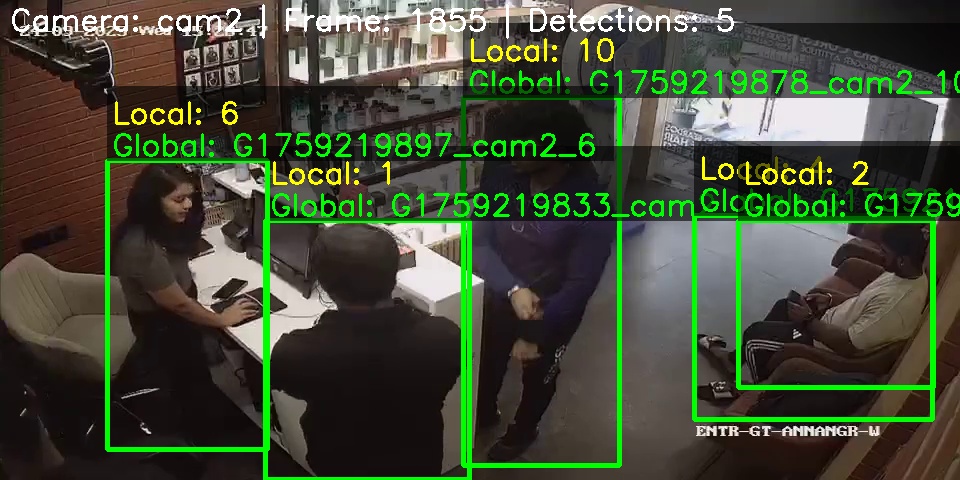 Camera: cam2 | Frame: 1855 | Detections: 5
Local: 10
Global: G1759219878_cam2_10
Local: 6
Global: G1759219897_cam2_6
Local: 1
Global: G1759219833_cam
Local: 2
Global: G1759
ENTR-GT-ANNANGR-W